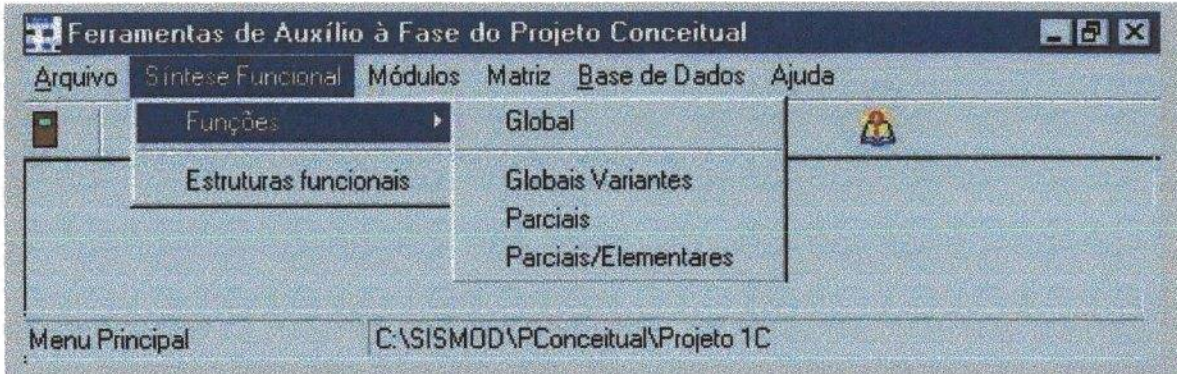 Ferramentas de Auxílio à Fase do Projeto Conceitual
Arquivo Síntese Funcional Módulos Matriz Base de Dados Ajuda
Funções
Estruturas funcionais
Global
Globais Variantes
Parciais
Parciais/Elementares
Menu Principal
C:\SISMOD\PConceitual\Projeto 1C